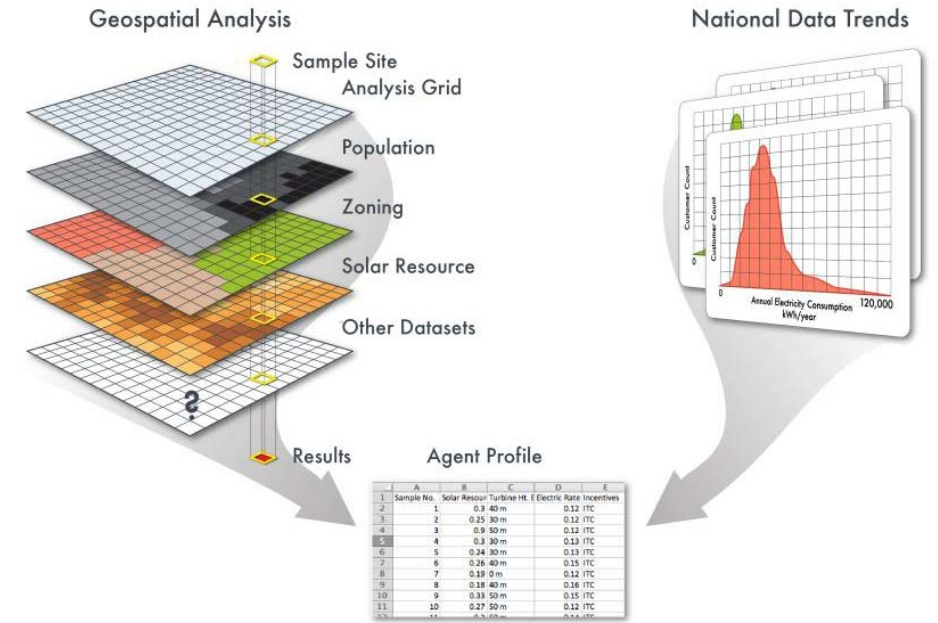 Geospatial Analysis
National Data Trends
Sample Site
Analysis Grid
Population
Zoning
Solar Resource
Other Datasets
?
Results
Customer Count
0
Customer Count
0
Annual Electricity Consumption
kWh/year
120,000
Agent Profile
A B C D E
1 Sample No. Solar Resour Turbine Ht. E Electric Rate Incentives
2 1 0.3 40 m 0.12 ITC
3 2 0.25 30 m 0.12 ITC
4 3 0.9 50 m 0.12 ITC
5 4 0.3 30 m 0.13 ITC
6 5 0.24 30 m 0.13 ITC
7 6 0.26 40 m 0.15 ITC
8 7 0.19 0 m 0.12 ITC
9 8 0.18 40 m 0.16 ITC
10 9 0.33 50 m 0.15 ITC
11 10 0.27 50 m 0.12 ITC